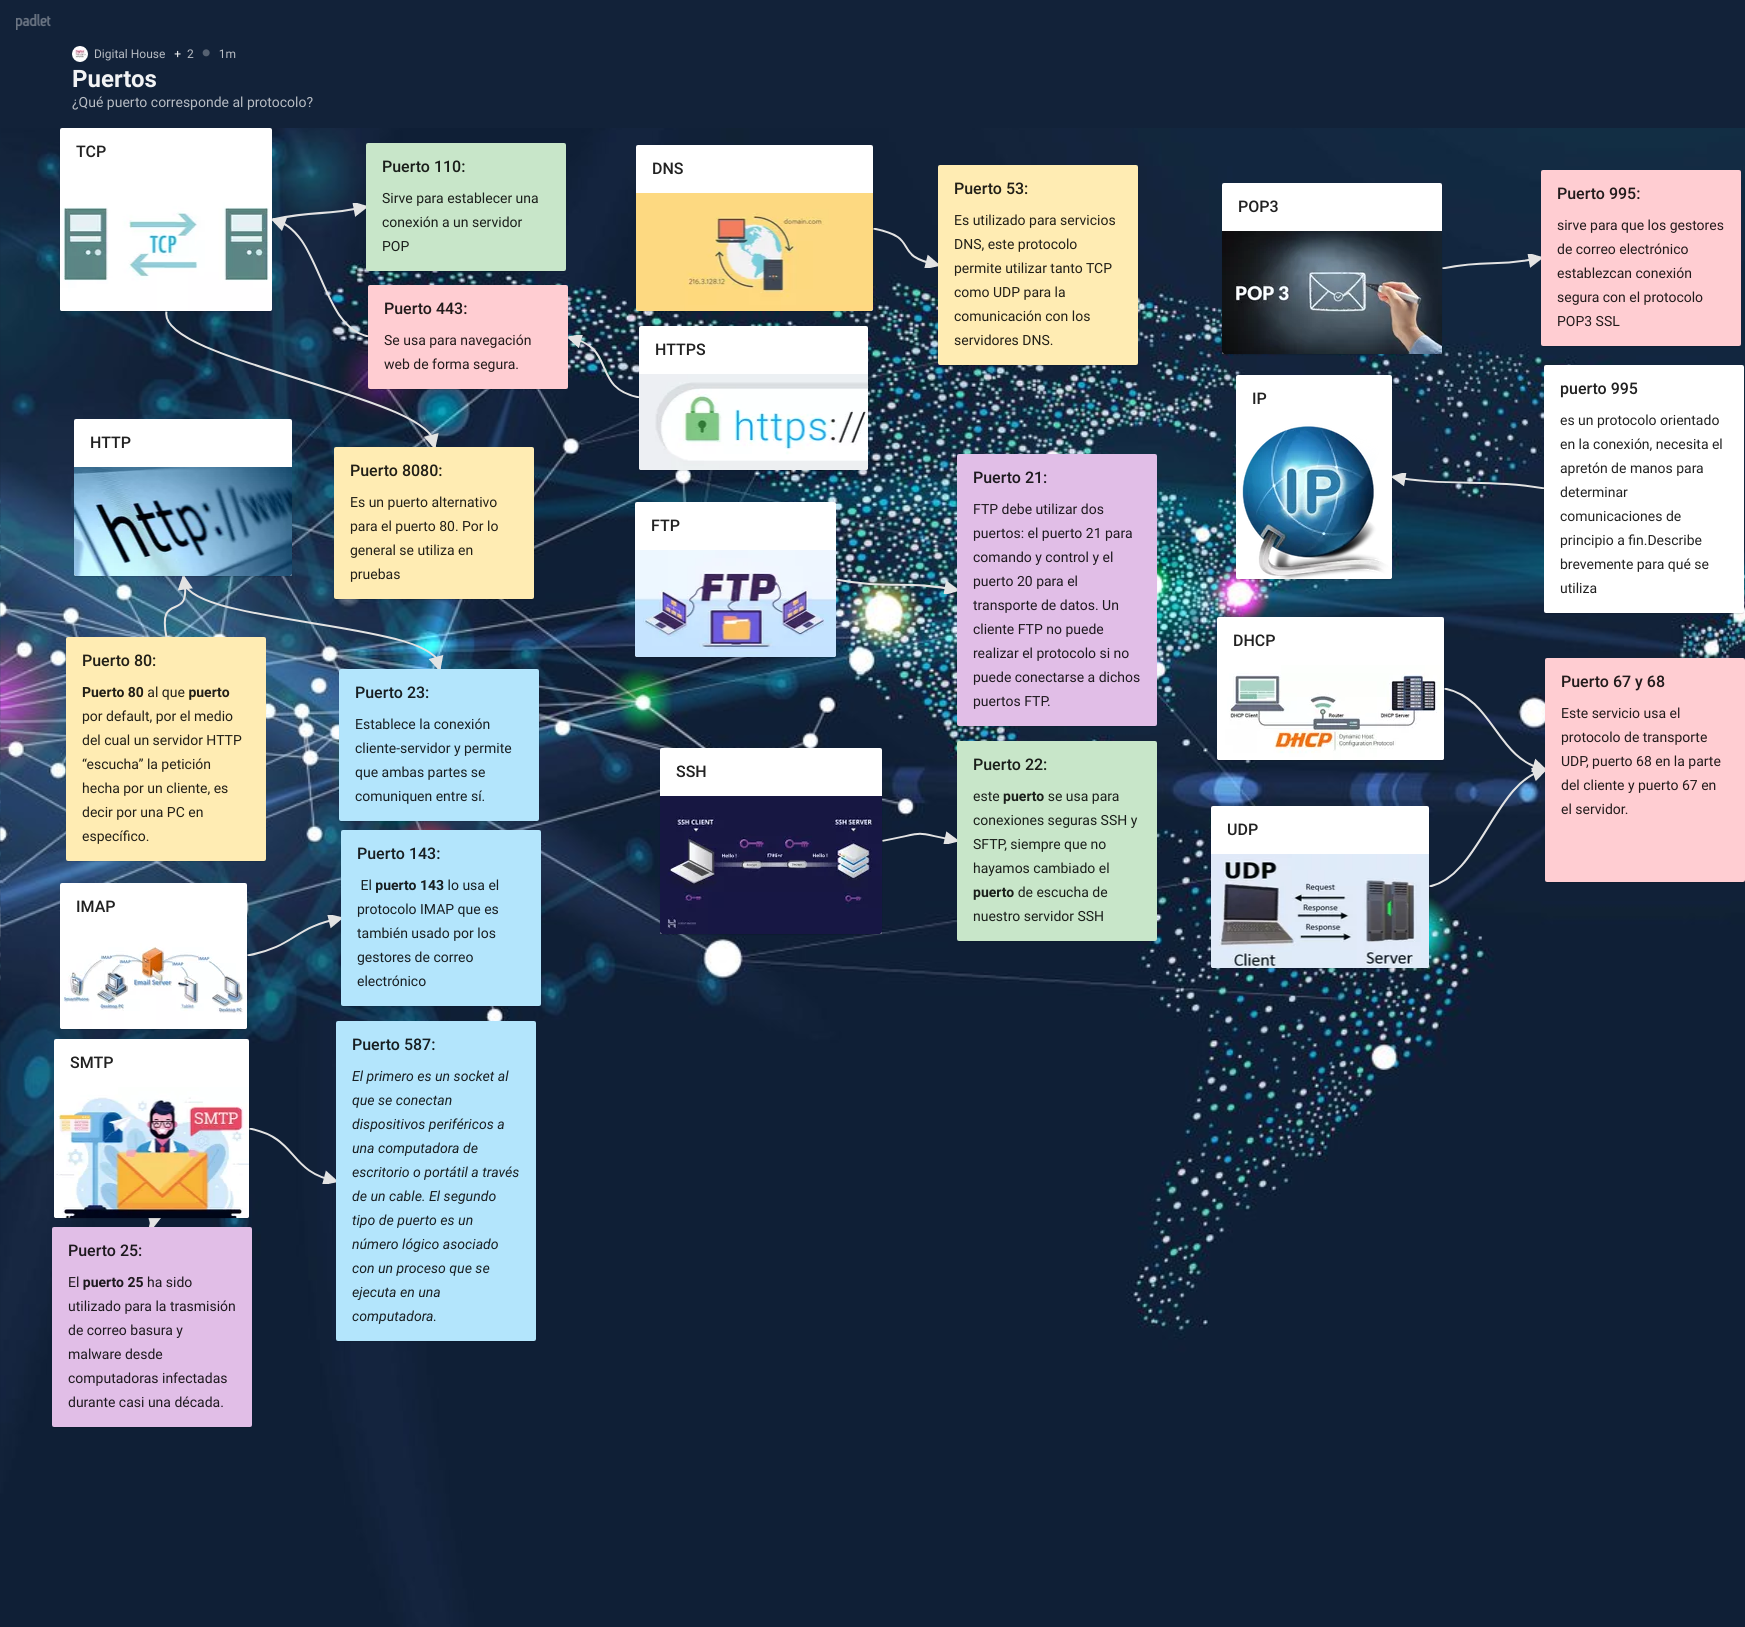 padlet
Digital House + 2 • 1m
Puertos
¿Qué puerto corresponde al protocolo?
TCP
TCP
Puerto 110:
Sirve para establecer una
conexión a un servidor
POP
Puerto 443:
Se usa para navegación
web de forma segura.
HTTP
http://www
Puerto 8080:
Es un puerto alternativo
para el puerto 80. Por lo
general se utiliza en
pruebas
Puerto 80:
Puerto 80 al que puerto
por default, por el medio
del cual un servidor HTTP
“escucha” la petición
hecha por un cliente, es
decir por una PC en
específico.
Puerto 23:
Establece la conexión
cliente-servidor y permite
que ambas partes se
comuniquen entre sí.
Puerto 143:
El puerto 143 lo usa el
protocolo IMAP que es
también usado por los
gestores de correo
electrónico
IMAP
IMAP
IMAP
IMAP
IMAP
SmartPhone
Desktop PC
Email Server
Tablet
Desktop PC
SMTP
SMTP
Puerto 587:
El primero es un socket al
que se conectan
dispositivos periféricos a
una computadora de
escritorio o portátil a través
de un cable. El segundo
tipo de puerto es un
número lógico asociado
con un proceso que se
ejecuta en una
computadora.
Puerto 25:
El puerto 25 ha sido
utilizado para la trasmisión
de correo basura y
malware desde
computadoras infectadas
durante casi una década.
DNS
domain.com
216.3.128.12
Puerto 53:
Es utilizado para servicios
DNS, este protocolo
permite utilizar tanto TCP
como UDP para la
comunicación con los
servidores DNS.
HTTPS
https://
FTP
FTP
Puerto 21:
FTP debe utilizar dos
puertos: el puerto 21 para
comando y control y el
puerto 20 para el
transporte de datos. Un
cliente FTP no puede
realizar el protocolo si no
puede conectarse a dichos
puertos FTP.
SSH
SSH CLIENT
SSH SERVER
Hello !
Hello !
Puerto 22:
este puerto se usa para
conexiones seguras SSH y
SFTP, siempre que no
hayamos cambiado el
puerto de escucha de
nuestro servidor SSH
POP3
POP 3
Puerto 995:
sirve para que los gestores
de correo electrónico
establezcan conexión
segura con el protocolo
POP3 SSL
IP
IP
puerto 995
es un protocolo orientado
en la conexión, necesita el
apretón de manos para
determinar
comunicaciones de
principio a fin.Describe
brevemente para qué se
utiliza
DHCP
DHCP Client
Router
DHCP Server
DHCP
Dynamic Host
Configuration Protocol
Puerto 67 y 68
Este servicio usa el
protocolo de transporte
UDP, puerto 68 en la parte
del cliente y puerto 67 en
el servidor.
UDP
UDP
Request
Response
Response
Client
Server